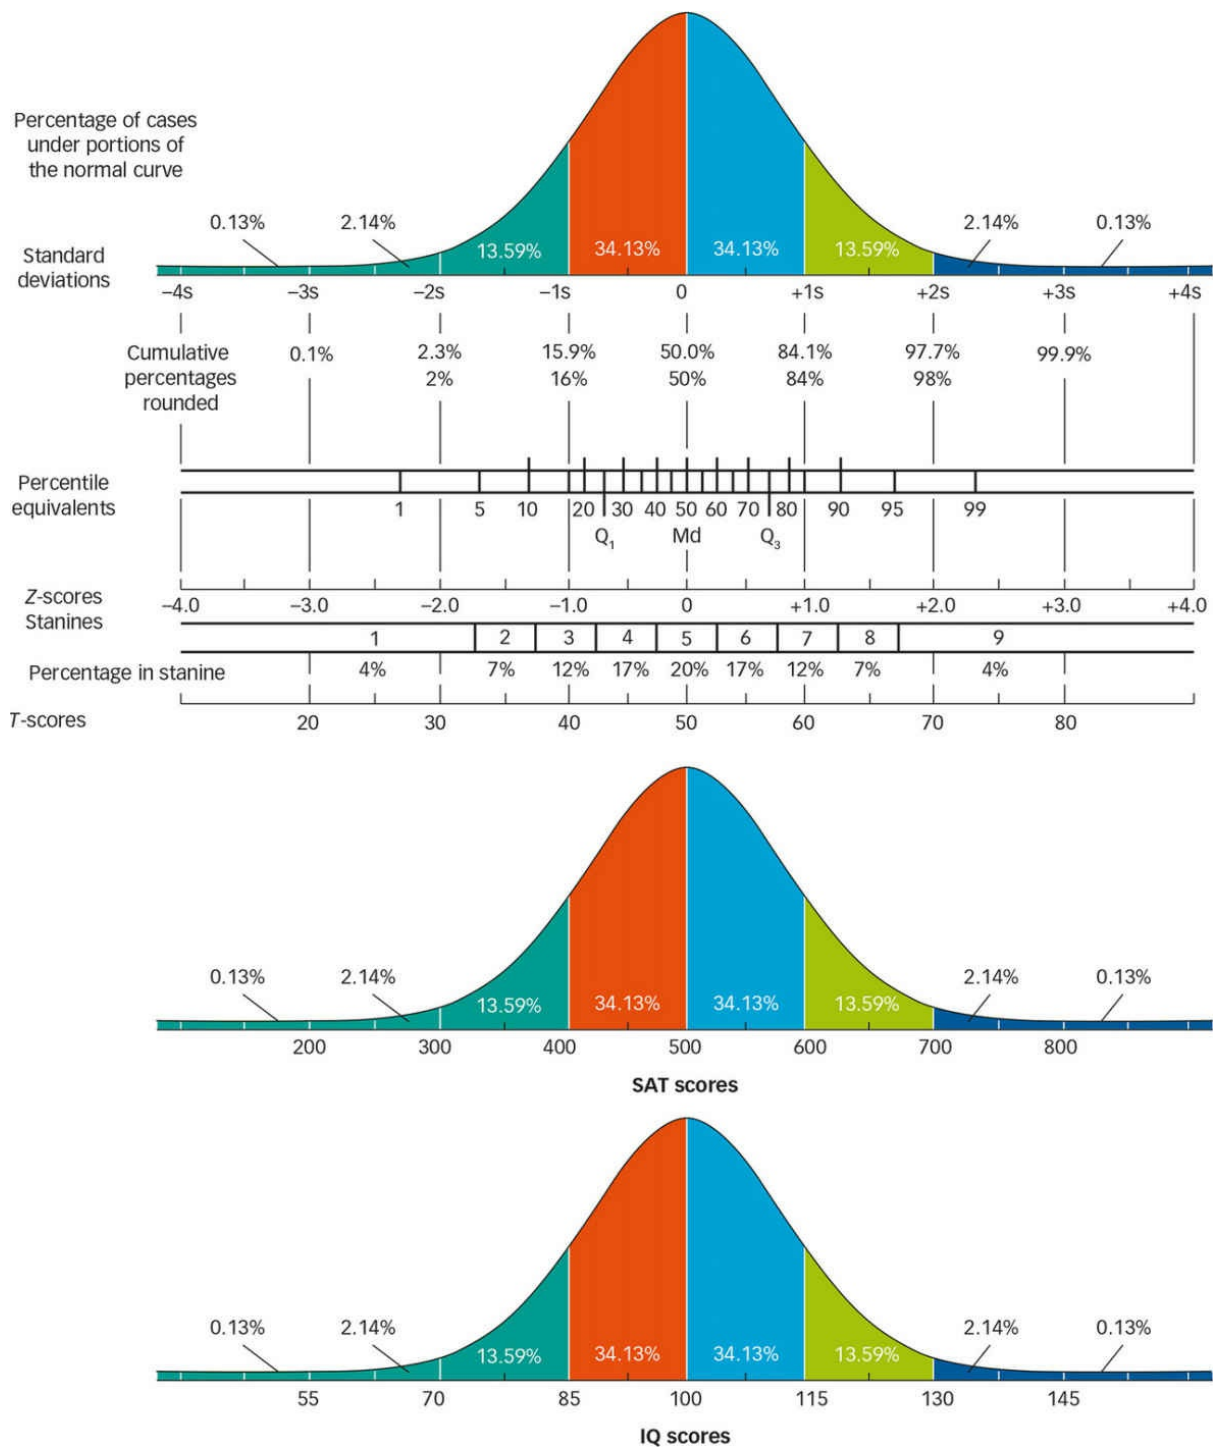 Percentage of cases
under portions of
the normal curve
0.13% 2.14% 13.59% 34.13% 34.13% 13.59% 2.14% 0.13%
Standard
deviations
−4s −3s −2s −1s 0 +1s +2s +3s +4s
Cumulative
percentages
rounded
0.1% 2.3% 15.9% 50.0% 84.1% 97.7% 99.9%
2% 16% 50% 84% 98%
Percentile
equivalents
1 5 10 20 30 40 50 60 70 80 90 95 99
Q1 Md Q3
Z-scores
−4.0 −3.0 −2.0 −1.0 0 +1.0 +2.0 +3.0 +4.0
Stanines
1 2 3 4 5 6 7 8 9
Percentage in stanine 4% 7% 12% 17% 20% 17% 12% 7% 4%
T-scores 20 30 40 50 60 70 80
0.13% 2.14% 13.59% 34.13% 34.13% 13.59% 2.14% 0.13%
200 300 400 500 600 700 800
SAT scores
0.13% 2.14% 13.59% 34.13% 34.13% 13.59% 2.14% 0.13%
55 70 85 100 115 130 145
IQ scores